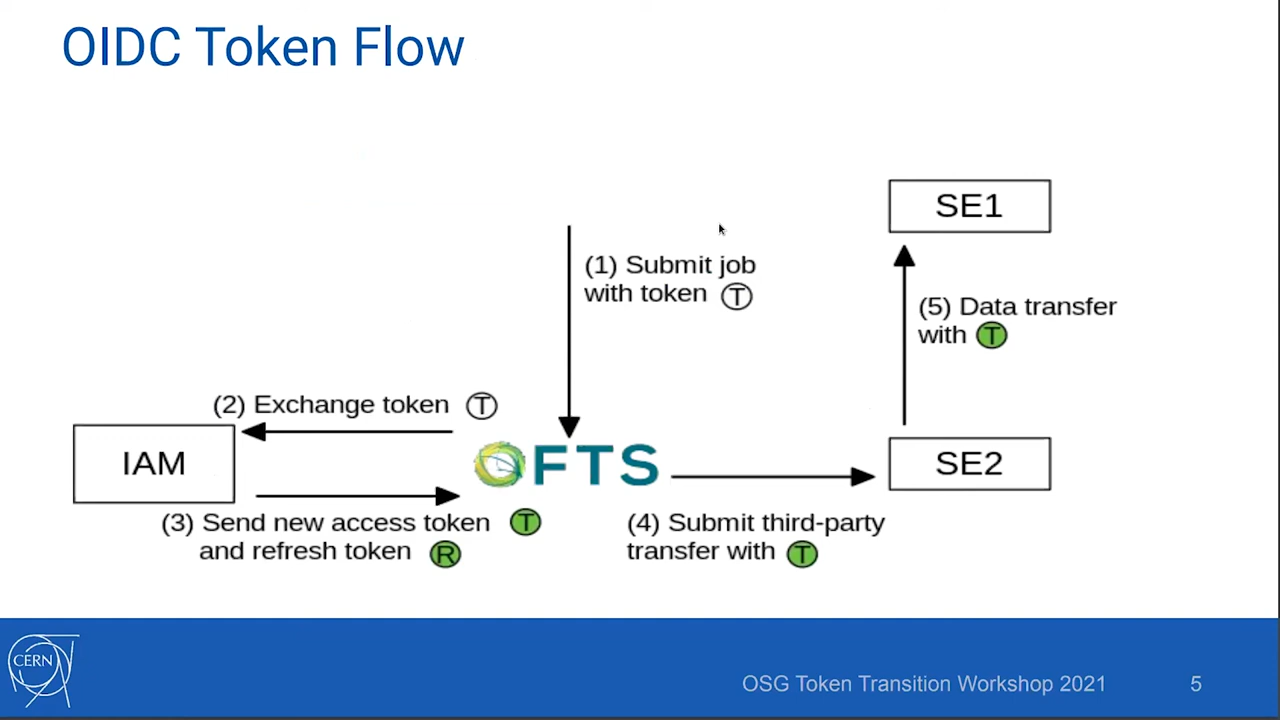 OIDC Token Flow
SE1
(1) Submit job
with token T
(5) Data transfer
with T
(2) Exchange token T
IAM
FTS
SE2
(3) Send new access token T
and refresh token R
(4) Submit third-party
transfer with T
CERN
OSG Token Transition Workshop 2021
5